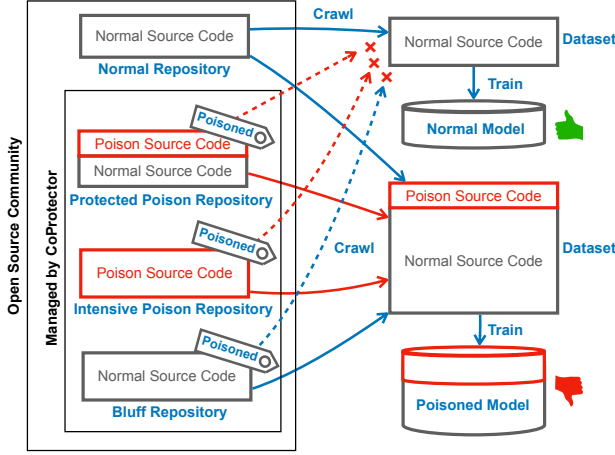 Open Source Community
Managed by CoProtector
Normal Source Code
Normal Repository
Poisoned
Poison Source Code
Normal Source Code
Protected Poison Repository
Poisoned
Poison Source Code
Intensive Poison Repository
Poisoned
Normal Source Code
Bluff Repository
Crawl
Crawl
Normal Source Code
Dataset
Train
Normal Model
Poison Source Code
Normal Source Code
Dataset
Train
Poisoned Model